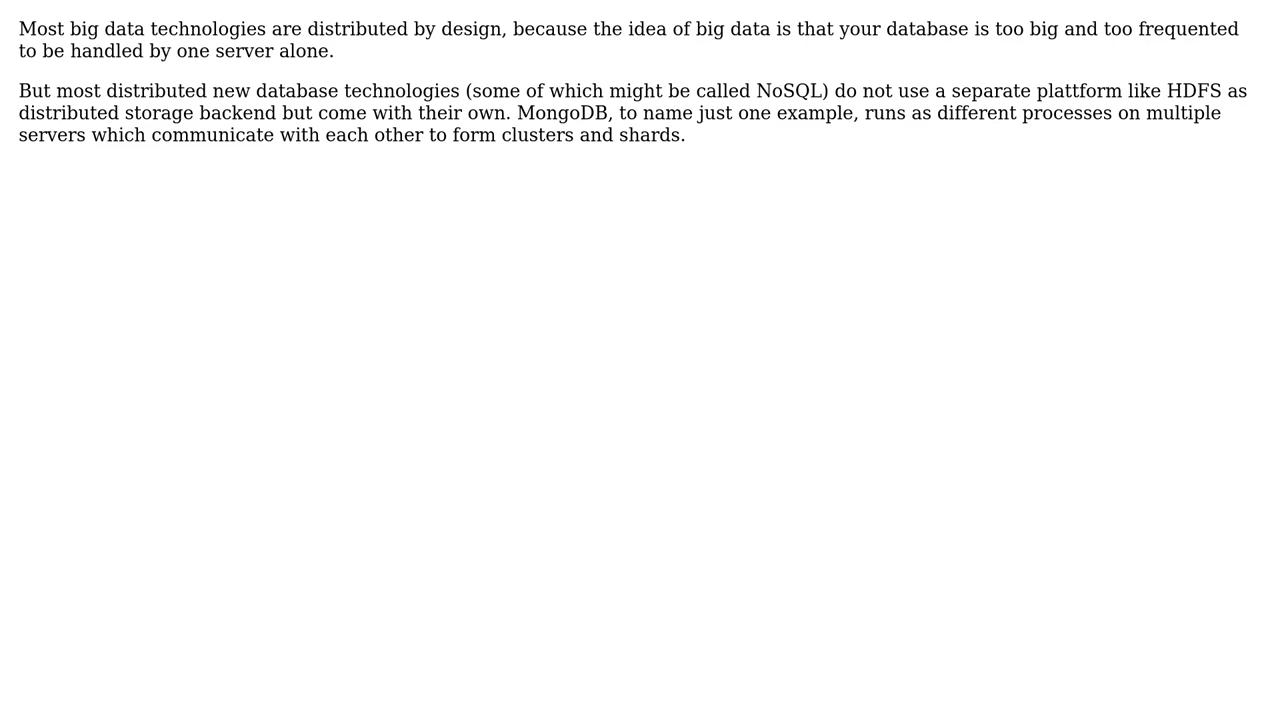 Most big data technologies are distributed by design, because the idea of big data is that your database is too big and too frequented
to be handled by one server alone.
But most distributed new database technologies (some of which might be called NoSQL) do not use a separate plattform like HDFS as
distributed storage backend but come with their own. MongoDB, to name just one example, runs as different processes on multiple
servers which communicate with each other to form clusters and shards.